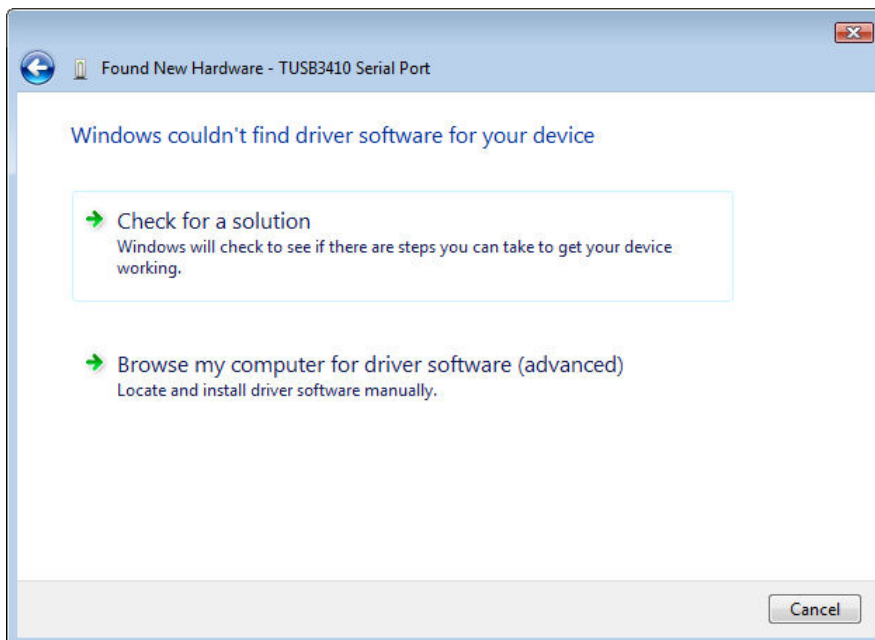 Found New Hardware - TUSB3410 Serial Port
Windows couldn't find driver software for your device
Check for a solution
Windows will check to see if there are steps you can take to get your device
working.
Browse my computer for driver software (advanced)
Locate and install driver software manually.
Cancel